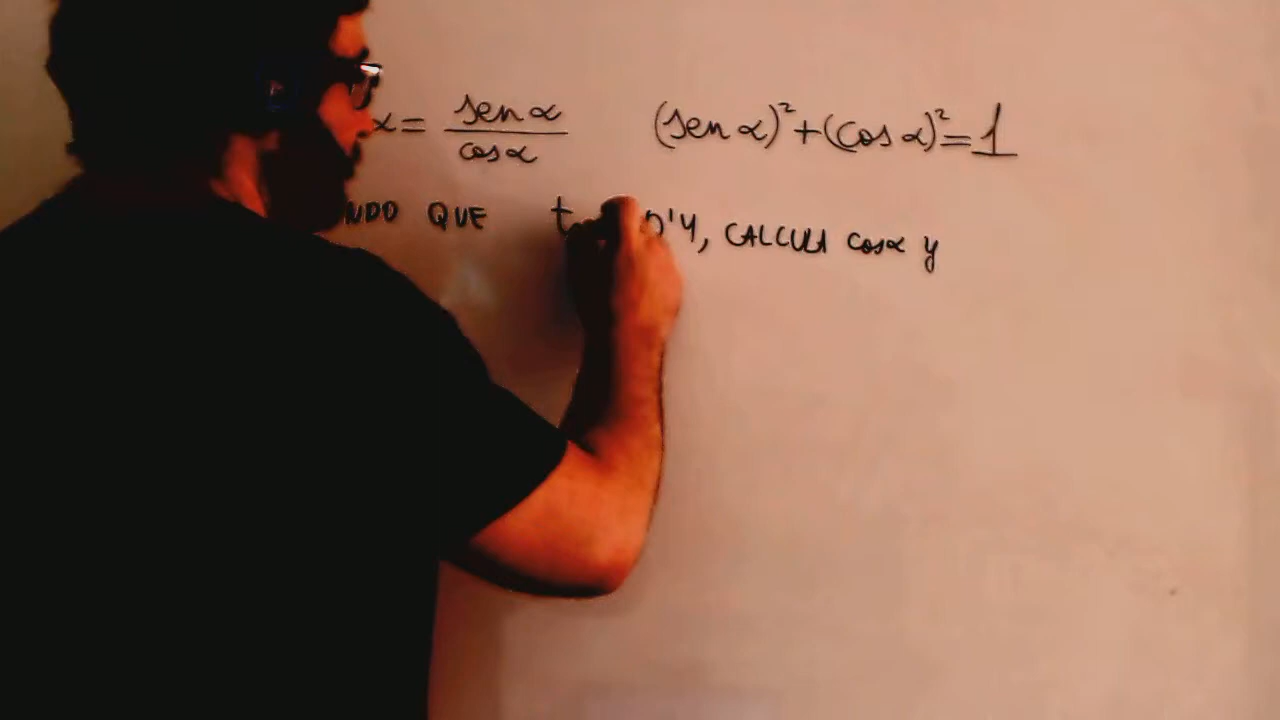 α = sen α / cos α (sen α)² + (cos α)² = 1
NDO QUE t 0'4, CALCULA cos α y